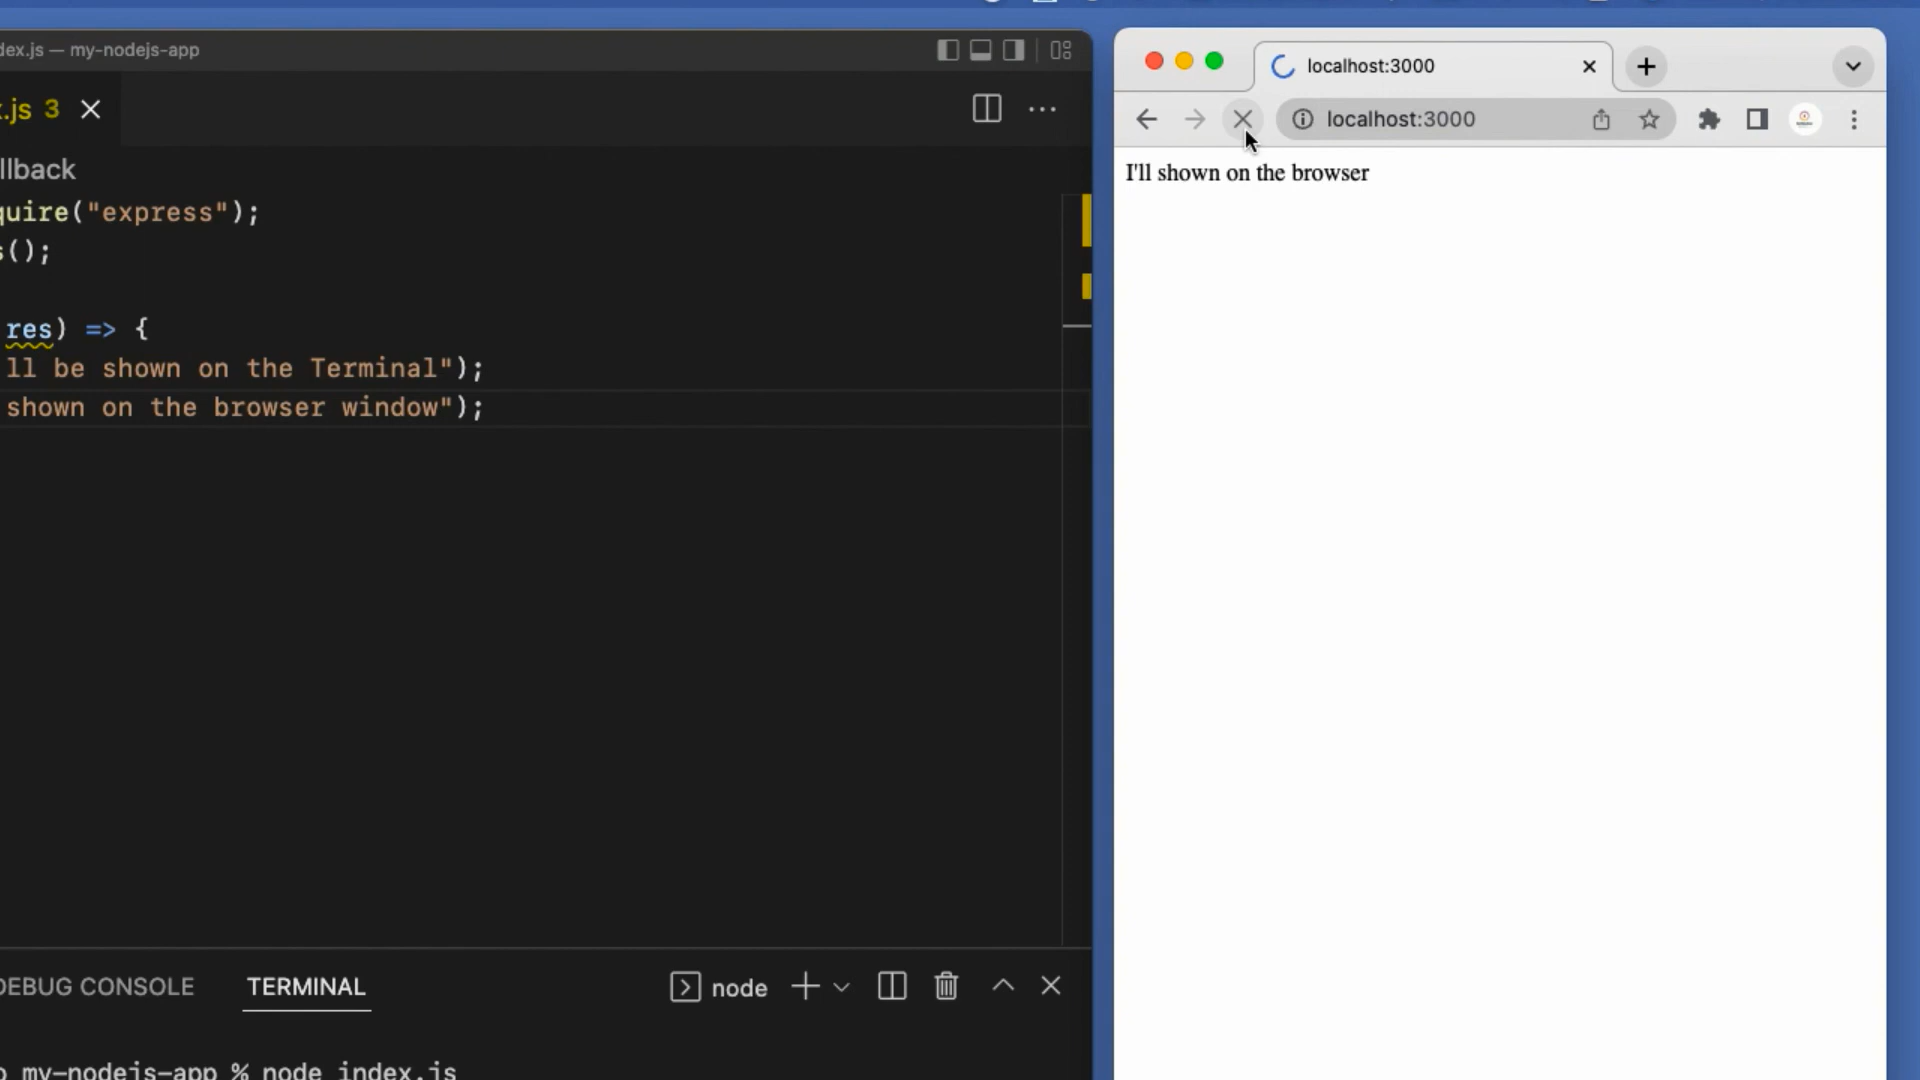 dex.js — my-nodejs-app
x.js 3
llback
quire("express");
s();
res) => {
ll be shown on the Terminal");
shown on the browser window");
DEBUG CONSOLE
TERMINAL
node
my-nodejs-app % node index.js
localhost:3000
localhost:3000
I'll shown on the browser